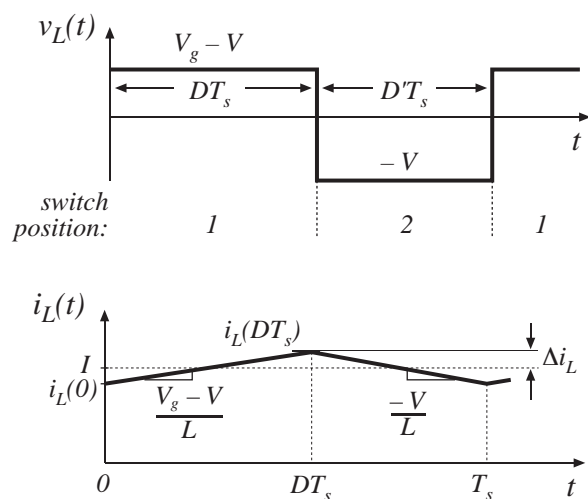 v_L(t)
V_g – V
DT_s
D'T_s
t
– V
switch
position:
1
2
1
i_L(t)
i_L(DT_s)
I
Δi_L
i_L(0)
V_g – V
L
– V
L
0
DT_s
T_s
t